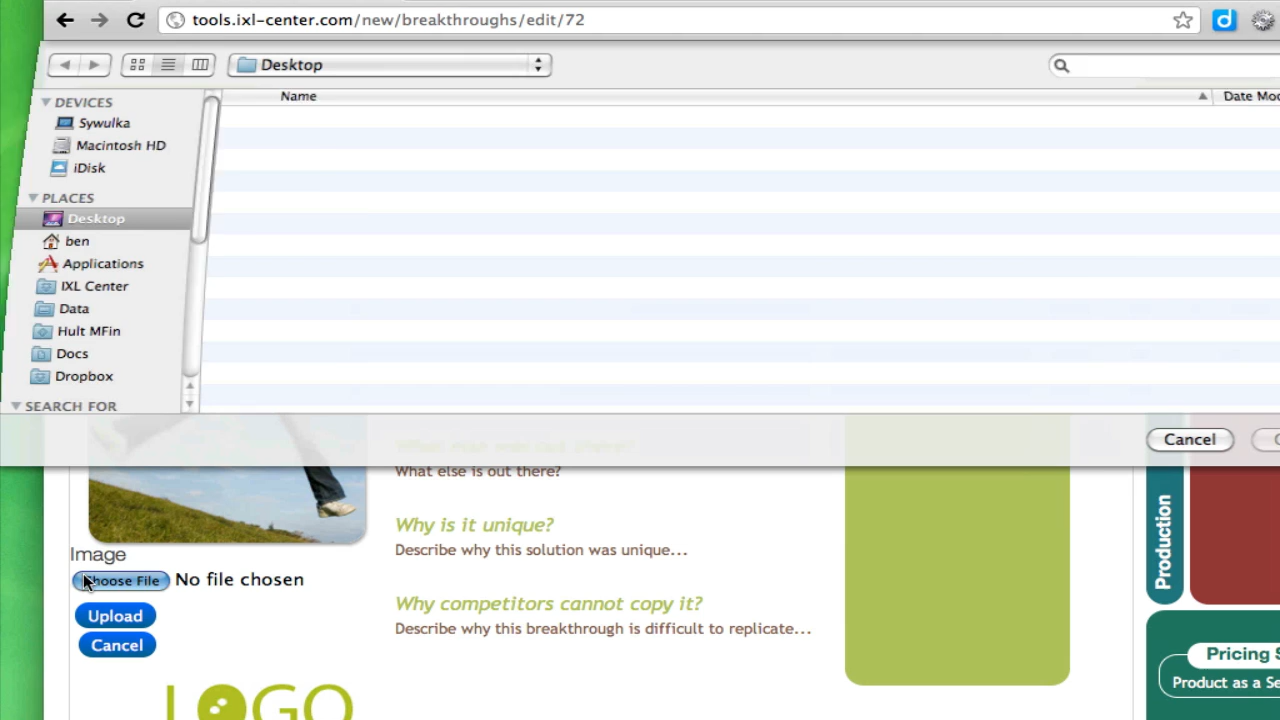 tools.ixl-center.com/new/breakthroughs/edit/72
Desktop
Name
Date Mod
DEVICES
Sywulka
Macintosh HD
iDisk
PLACES
Desktop
ben
Applications
IXL Center
Data
Hult MFin
Docs
Dropbox
SEARCH FOR
Cancel
What else is out there?
Why is it unique?
Describe why this solution was unique...
Image
Choose File No file chosen
Upload
Cancel
Why competitors cannot copy it?
Describe why this breakthrough is difficult to replicate...
LOGO
Production
Pricing S
Product as a Se